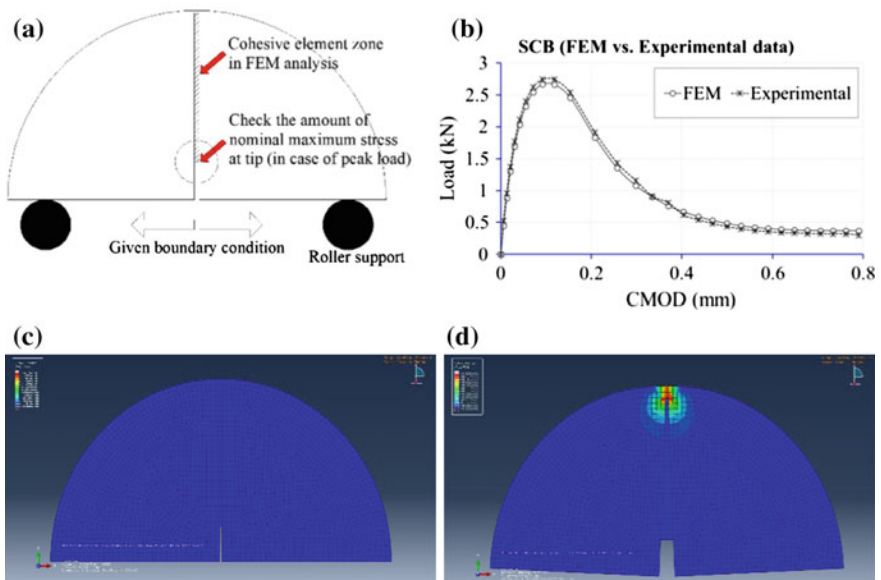 (a)
Cohesive element zone
in FEM analysis
Check the amount of
nominal maximum stress
at tip (in case of peak load)
Given boundary condition
Roller support
(b)
SCB (FEM vs. Experimental data)
FEM
Experimental
Load (kN)
3
2.5
2
1.5
1
0.5
0
0
0.2
0.4
0.6
0.8
CMOD (mm)
(c)
(d)